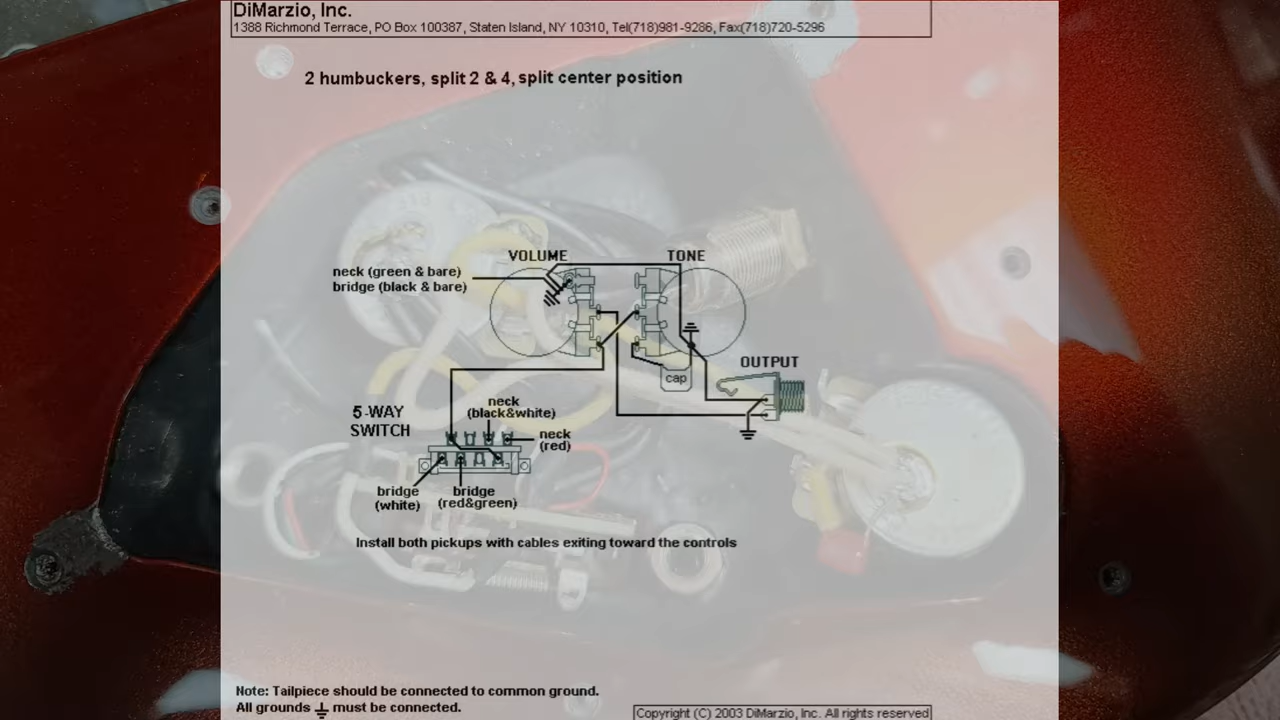 DiMarzio, Inc.
1388 Richmond Terrace, PO Box 100387, Staten Island, NY 10310, Tel(718)981-9286, Fax(718)720-5296
2 humbuckers, split 2 & 4, split center position
VOLUME
TONE
neck (green & bare)
bridge (black & bare)
OUTPUT
cap
5-WAY
SWITCH
neck
(black&white)
neck
(red)
bridge
(white)
bridge
(red&green)
Install both pickups with cables exiting toward the controls
Note: Tailpiece should be connected to common ground.
All grounds must be connected.
Copyright (C) 2003 DiMarzio, Inc. All rights reserved